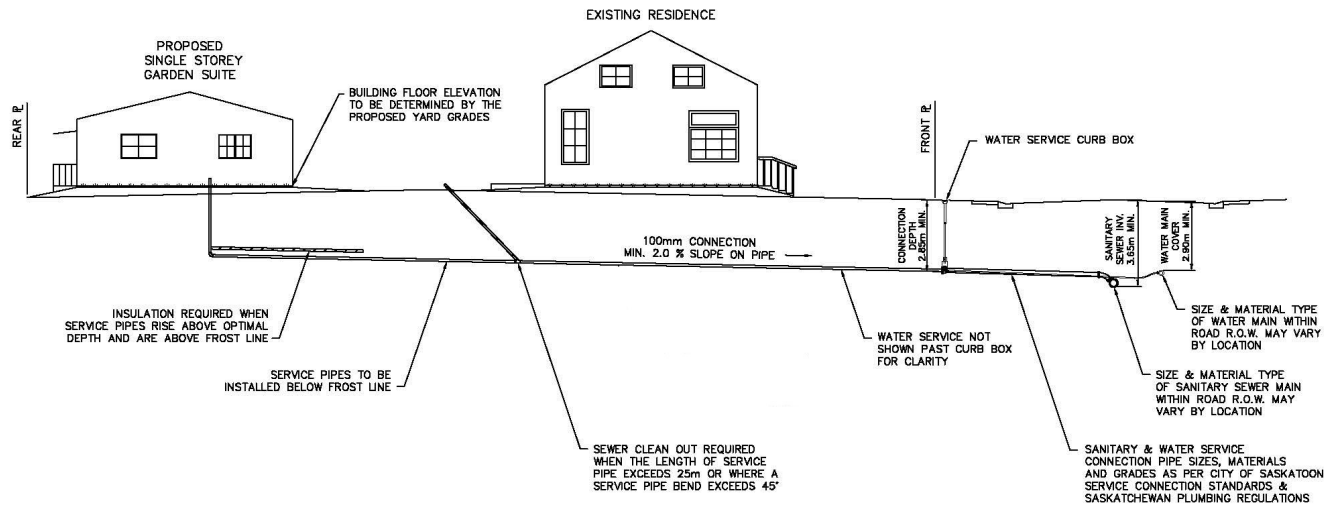 EXISTING RESIDENCE
PROPOSED
SINGLE STOREY
GARDEN SUITE
BUILDING FLOOR ELEVATION
TO BE DETERMINED BY THE
PROPOSED YARD GRADES
REAR ⅊
FRONT ⅊
WATER SERVICE CURB BOX
100mm CONNECTION
MIN. 2.0 % SLOPE ON PIPE
CONNECTION
DEPTH
2.85m MIN.
SANITARY
SEWER INV.
3.65m MIN.
WATER MAIN
COVER
2.90m MIN.
INSULATION REQUIRED WHEN
SERVICE PIPES RISE ABOVE OPTIMAL
DEPTH AND ARE ABOVE FROST LINE
SERVICE PIPES TO BE
INSTALLED BELOW FROST LINE
WATER SERVICE NOT
SHOWN PAST CURB BOX
FOR CLARITY
SIZE & MATERIAL TYPE
OF WATER MAIN WITHIN
ROAD R.O.W. MAY VARY
BY LOCATION
SIZE & MATERIAL TYPE
OF SANITARY SEWER MAIN
WITHIN ROAD R.O.W. MAY
VARY BY LOCATION
SEWER CLEAN OUT REQUIRED
WHEN THE LENGTH OF SERVICE
PIPE EXCEEDS 25m OR WHERE A
SERVICE PIPE BEND EXCEEDS 45°
SANITARY & WATER SERVICE
CONNECTION PIPE SIZES, MATERIALS
AND GRADES AS PER CITY OF SASKATOON
SERVICE CONNECTION STANDARDS &
SASKATCHEWAN PLUMBING REGULATIONS